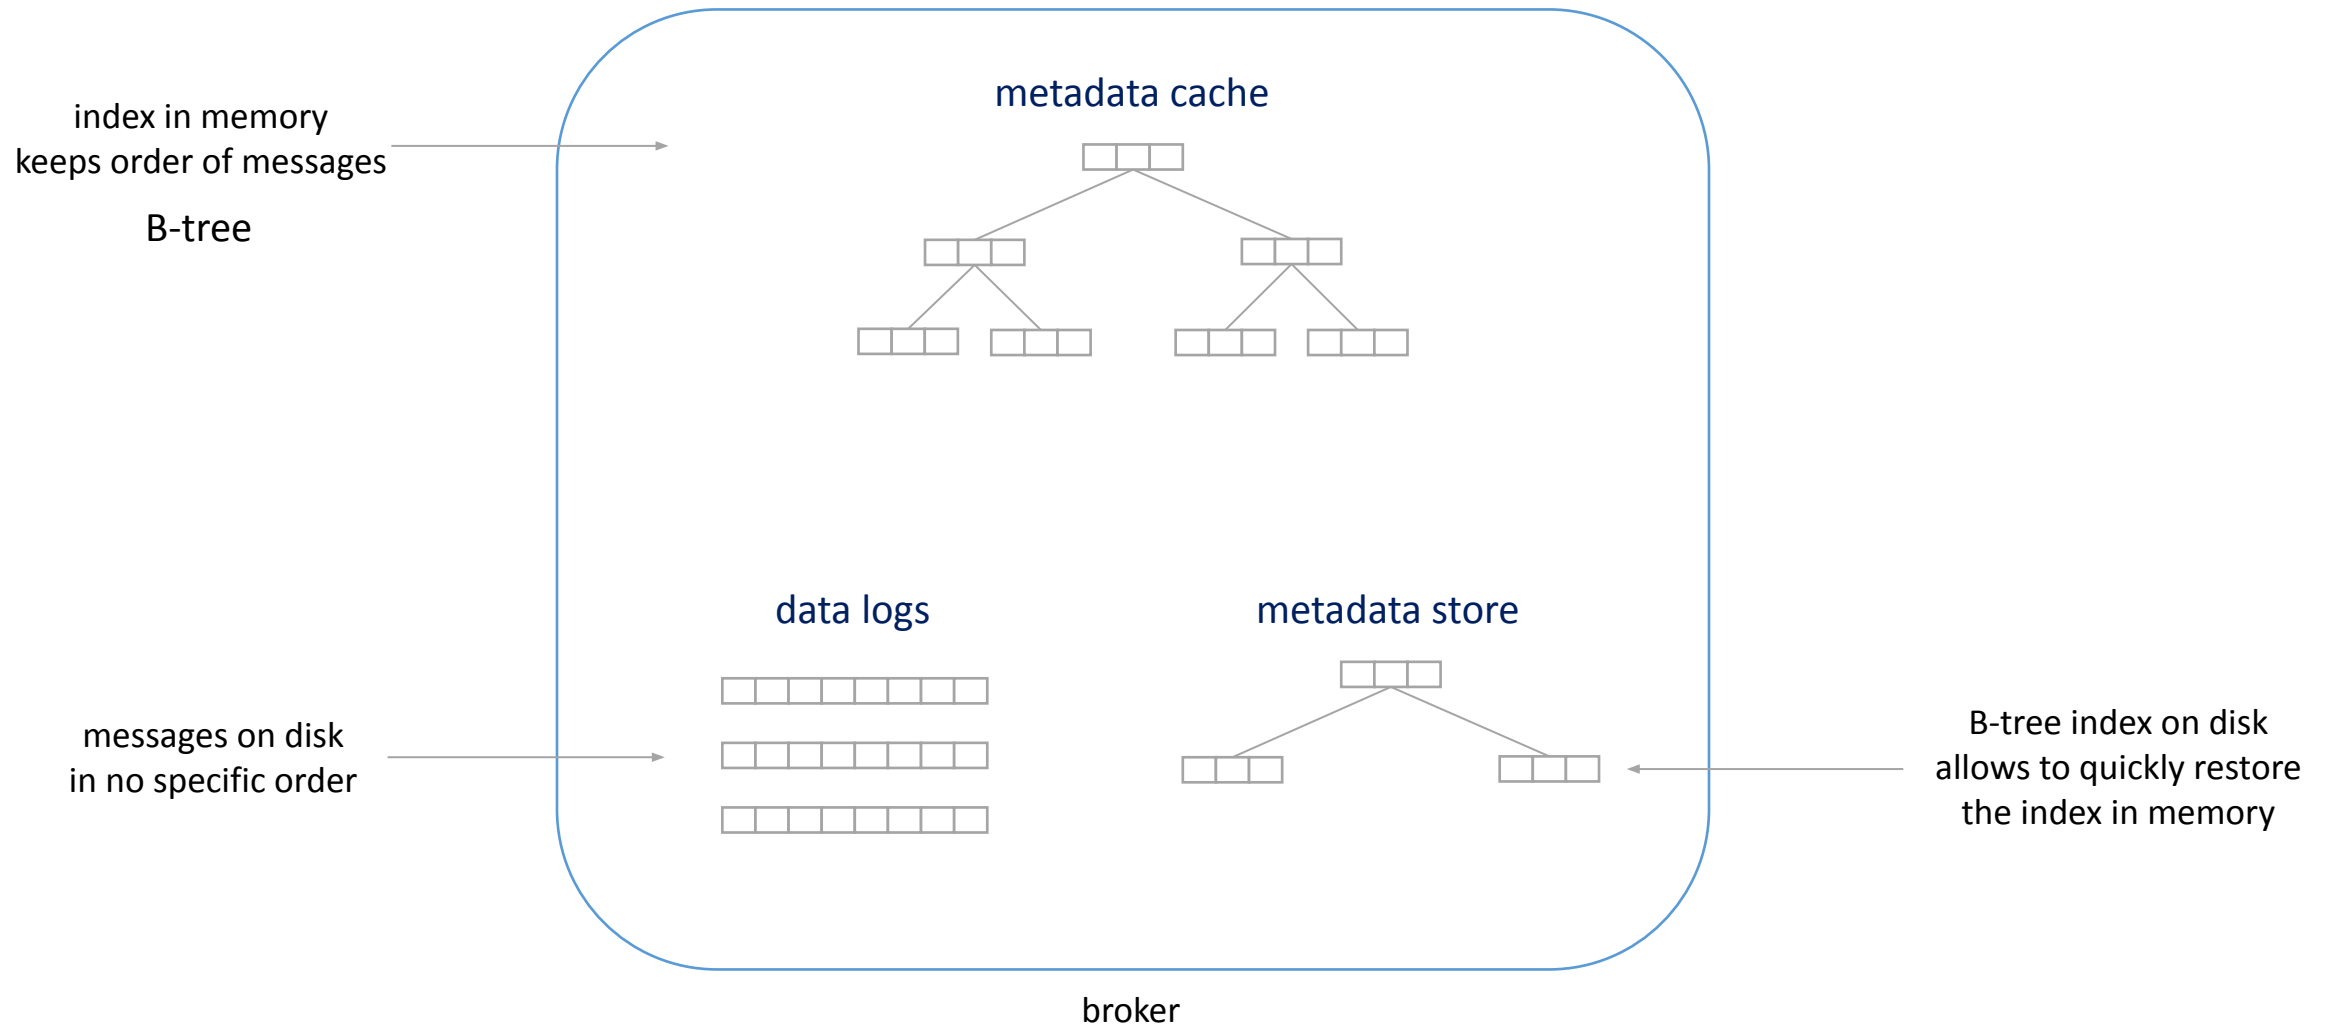 metadata cache
index in memory
keeps order of messages
B-tree
data logs
metadata store
messages on disk
in no specific order
B-tree index on disk
allows to quickly restore
the index in memory
broker